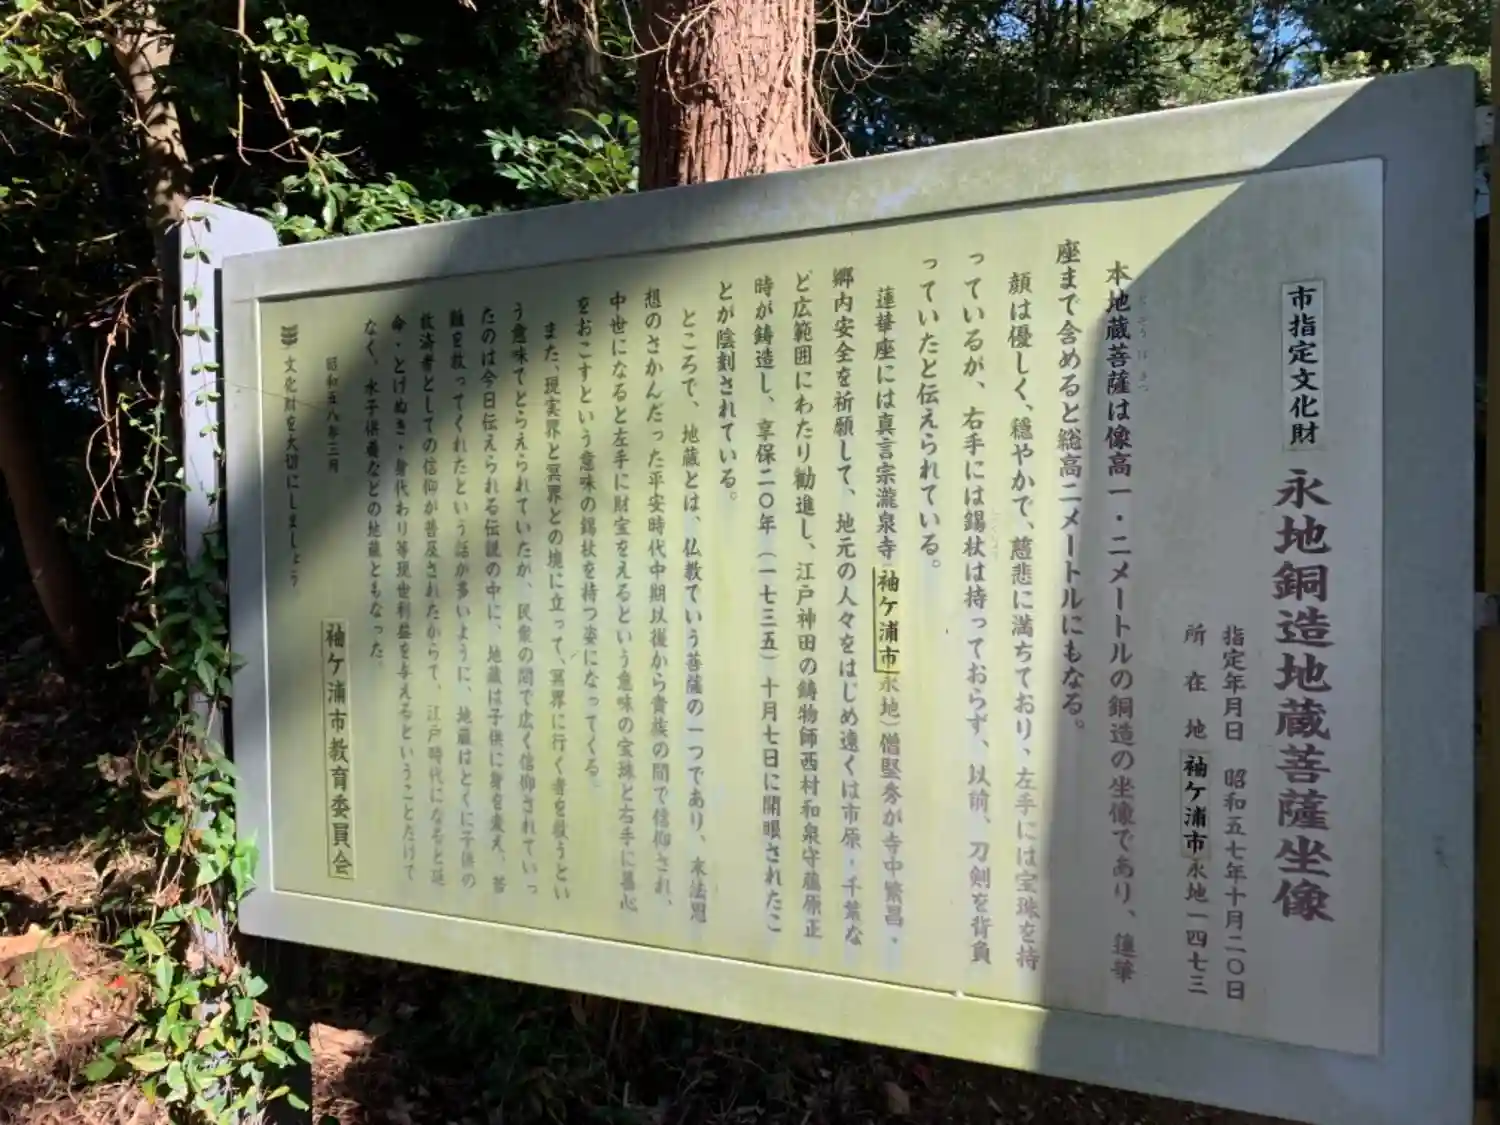 市指定文化財 永地銅造地蔵菩薩坐像
指定年月日 昭和五七年十月二〇日
所在地 袖ケ浦市永地一四七三
本地蔵菩薩は像高一・二メートルの銅造の坐像であり、蓮華
じぞうぼさつ
座まで含めると総高二メートルにもなる。
顔は優しく、穏やかで、慈悲に満ちており、左手には宝珠を持
っているが、右手には錫杖は持っておらず、以前、刀剣を背負
っていたと伝えられている。
蓮華座には真言宗瀧泉寺(袖ケ浦市永地)僧堅秀が寺中繁昌・
郷内安全を祈願して、地元の人々をはじめ遠くは市原・千葉な
ど広範囲にわたり勧進し、江戸神田の鋳物師西村和泉守藤原正
時が鋳造し、享保二〇年(一七三五)十月七日に開眼されたこ
とが陰刻されている。
ところで、地蔵とは、仏教でいう菩薩の一つであり、末法思
想のさかんだった平安時代中期以後から貴族の間で信仰され、
中世になると左手に財宝を与えるという意味の宝珠と右手に慈心
をおこすという意味の錫杖を持つ姿になってくる。
また、現実界と冥界との境に立って、冥界に行く者を救うとい
う意味でとらえられていたが、民衆の間で広く信仰されていっ
たのは今日伝えられる伝説の中に、地蔵は子供に身を変え、苦
難を救ってくれたという話が多いように、地蔵はとくに子供の
救済者としての信仰が普及されたからで、江戸時代になると延
命・とげぬき・身代わり等現世利益を与えるということだけで
なく、水子供養などの地蔵ともなった。
昭和五八年三月
袖ケ浦市教育委員会
文化財を大切にしましょう